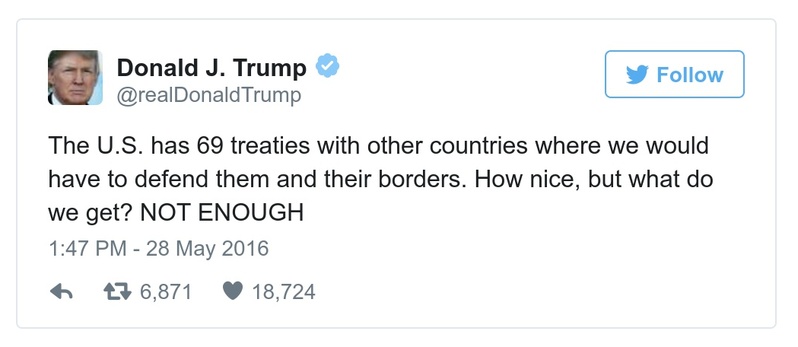 Donald J. Trump
@realDonaldTrump
Follow
The U.S. has 69 treaties with other countries where we would
have to defend them and their borders. How nice, but what do
we get? NOT ENOUGH
1:47 PM - 28 May 2016
6,871 18,724